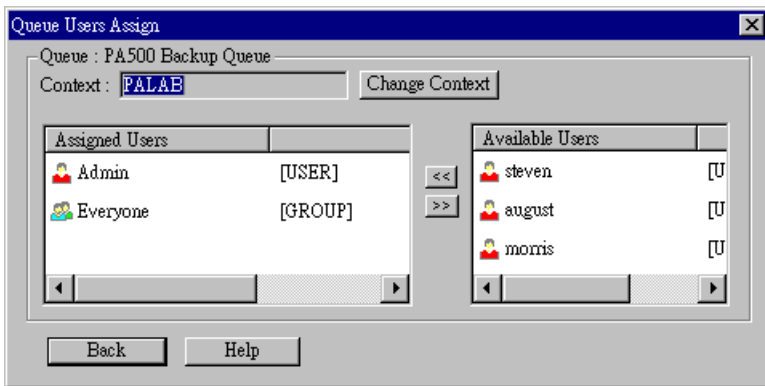 Queue Users Assign
Queue : PA500 Backup Queue
Context : PALAB Change Context
Assigned Users
Admin [USER]
Everyone [GROUP]
<<
>>
Available Users
steven [U
august [U
morris [U
Back Help